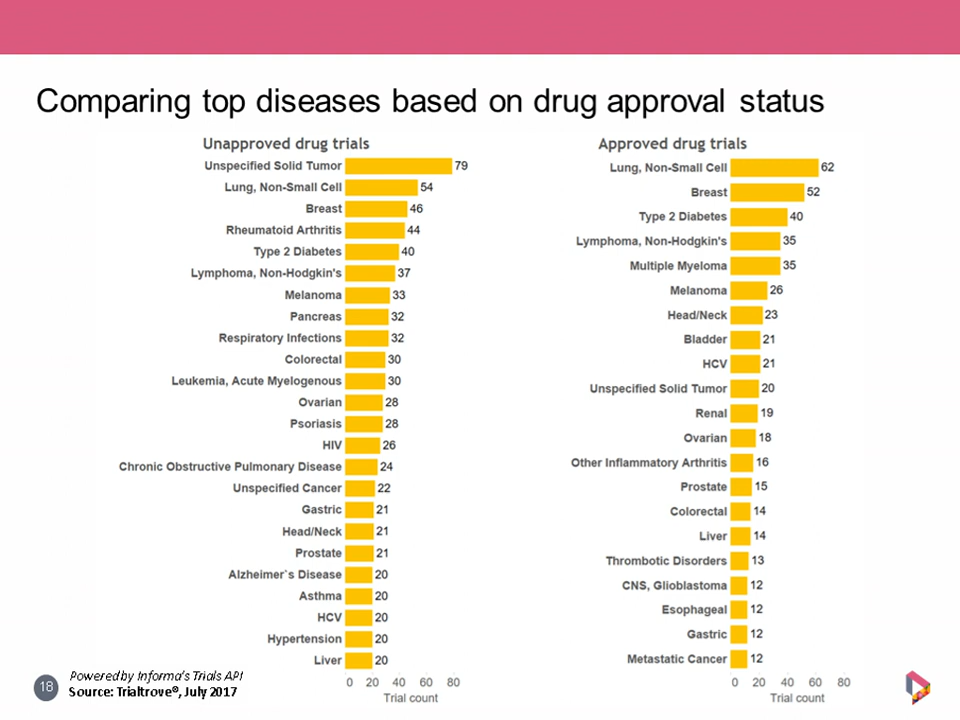 Comparing top diseases based on drug approval status
Unapproved drug trials
Unspecified Solid Tumor 79
Lung, Non-Small Cell 54
Breast 46
Rheumatoid Arthritis 44
Type 2 Diabetes 40
Lymphoma, Non-Hodgkin's 37
Melanoma 33
Pancreas 32
Respiratory Infections 32
Colorectal 30
Leukemia, Acute Myelogenous 30
Ovarian 28
Psoriasis 28
HIV 26
Chronic Obstructive Pulmonary Disease 24
Unspecified Cancer 22
Gastric 21
Head/Neck 21
Prostate 21
Alzheimer`s Disease 20
Asthma 20
HCV 20
Hypertension 20
Liver 20
0 20 40 60 80
Trial count
Approved drug trials
Lung, Non-Small Cell 62
Breast 52
Type 2 Diabetes 40
Lymphoma, Non-Hodgkin's 35
Multiple Myeloma 35
Melanoma 26
Head/Neck 23
Bladder 21
HCV 21
Unspecified Solid Tumor 20
Renal 19
Ovarian 18
Other Inflammatory Arthritis 16
Prostate 15
Colorectal 14
Liver 14
Thrombotic Disorders 13
CNS, Glioblastoma 12
Esophageal 12
Gastric 12
Metastatic Cancer 12
0 20 40 60 80
Trial count
18
Powered by Informa's Trials API
Source: Trialtrove®, July 2017